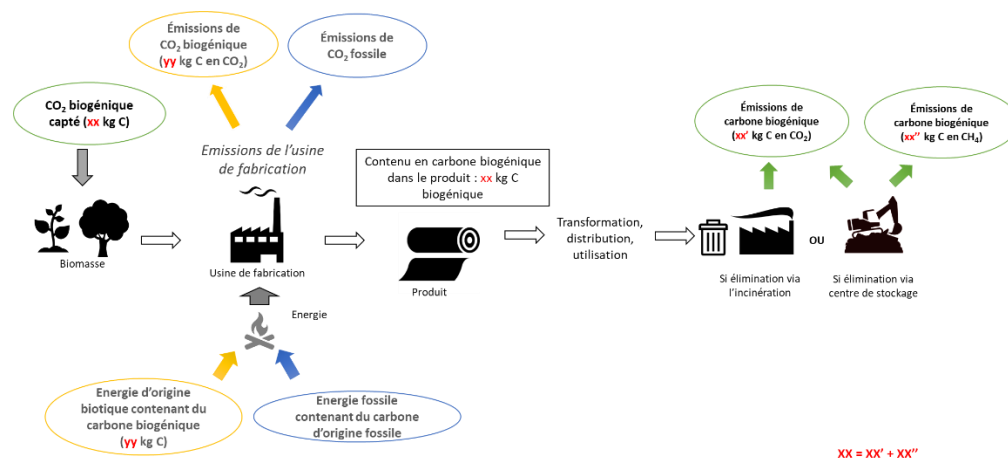 Émissions de
CO₂ biogénique
(yy kg C en CO₂)
Émissions de
CO₂ fossile
CO₂ biogénique
capté (xx kg C)
Émissions de
carbone biogénique
(xx' kg C en CO₂)
Émissions de
carbone biogénique
(xx'' kg C en CH₄)
Emissions de l'usine
de fabrication
Contenu en carbone biogénique
dans le produit : xx kg C
biogénique
Transformation,
distribution,
utilisation
OU
Biomasse
Usine de fabrication
Produit
Si élimination via
l'incinération
Si élimination via
centre de stockage
Energie
Energie d'origine
biotique contenant du
carbone biogénique
(yy kg C)
Energie fossile
contenant du carbone
d'origine fossile
XX = XX' + XX''